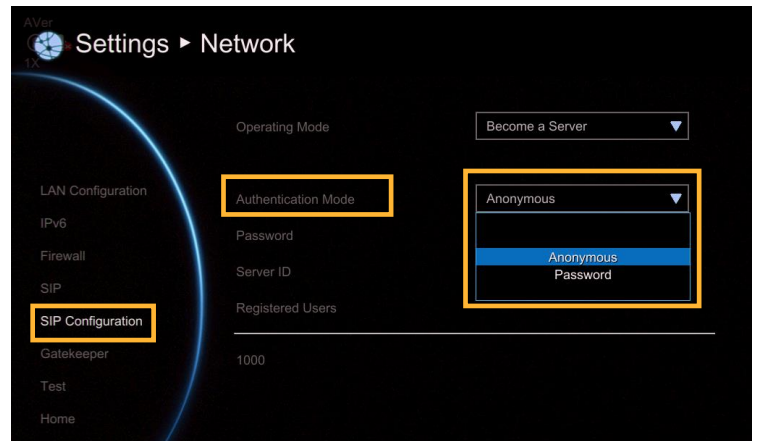 AVer
Settings ▸ Network
1X
Operating Mode
Become a Server
LAN Configuration
Authentication Mode
Anonymous
IPv6
Password
Firewall
Anonymous
Server ID
Password
SIP
Registered Users
SIP Configuration
Gatekeeper
1000
Test
Home